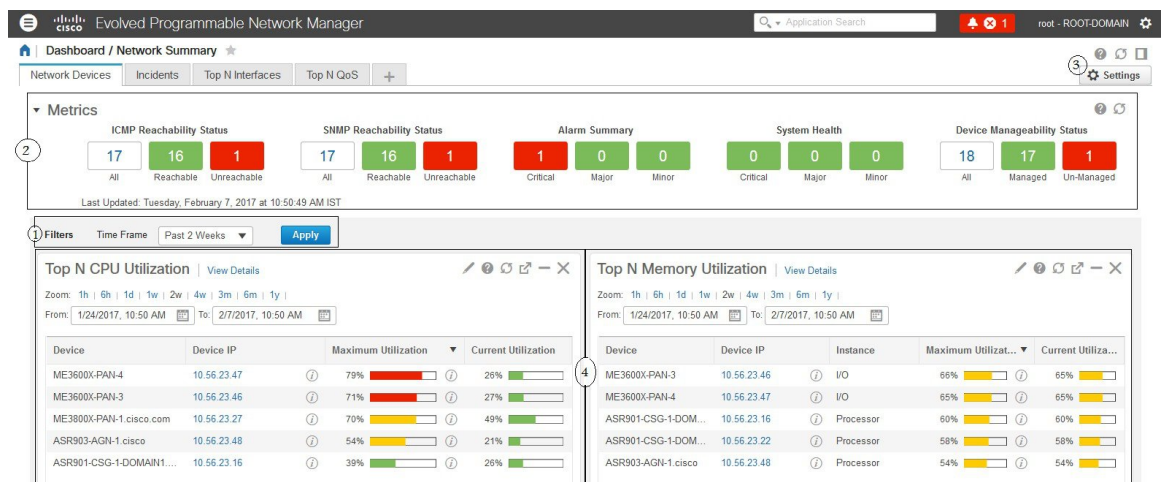 cisco Evolved Programmable Network Manager Application Search 1 root - ROOT-DOMAIN
Dashboard / Network Summary
Network Devices Incidents Top N Interfaces Top N QoS + 3 Settings
Metrics
2
ICMP Reachability Status SNMP Reachability Status Alarm Summary System Health Device Manageability Status
17 16 1 17 16 1 1 0 0 0 0 0 18 17 1
All Reachable Unreachable All Reachable Unreachable Critical Major Minor Critical Major Minor All Managed Un-Managed
Last Updated: Tuesday, February 7, 2017 at 10:50:49 AM IST
1 Filters Time Frame Past 2 Weeks Apply
Top N CPU Utilization | View Details
Zoom: 1h | 6h | 1d | 1w | 2w | 4w | 3m | 6m | 1y |
From: 1/24/2017, 10:50 AM To: 2/7/2017, 10:50 AM
Device Device IP Maximum Utilization Current Utilization
ME3600X-PAN-4 10.56.23.47 79% 26%
ME3600X-PAN-3 10.56.23.46 71% 27%
ME3800X-PAN-1.cisco.com 10.56.23.27 70% 49%
ASR903-AGN-1.cisco 10.56.23.48 54% 21%
ASR901-CSG-1-DOMAIN1.... 10.56.23.16 39% 26%
4
Top N Memory Utilization | View Details
Zoom: 1h | 6h | 1d | 1w | 2w | 4w | 3m | 6m | 1y |
From: 1/24/2017, 10:50 AM To: 2/7/2017, 10:50 AM
Device Device IP Instance Maximum Utilizat... Current Utiliza...
ME3600X-PAN-3 10.56.23.46 I/O 66% 65%
ME3600X-PAN-4 10.56.23.47 I/O 65% 65%
ASR901-CSG-1-DOM... 10.56.23.16 Processor 60% 60%
ASR901-CSG-1-DOM... 10.56.23.22 Processor 58% 58%
ASR903-AGN-1.cisco 10.56.23.48 Processor 54% 54%